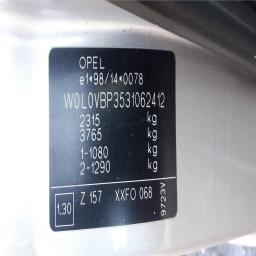 OPEL
e1*98/14*0078
W0L0VBP3531062412
2315 kg
3765 kg
1-1080 kg
2-1290 kg
1.30 Z 157 XXFO 068
9723V